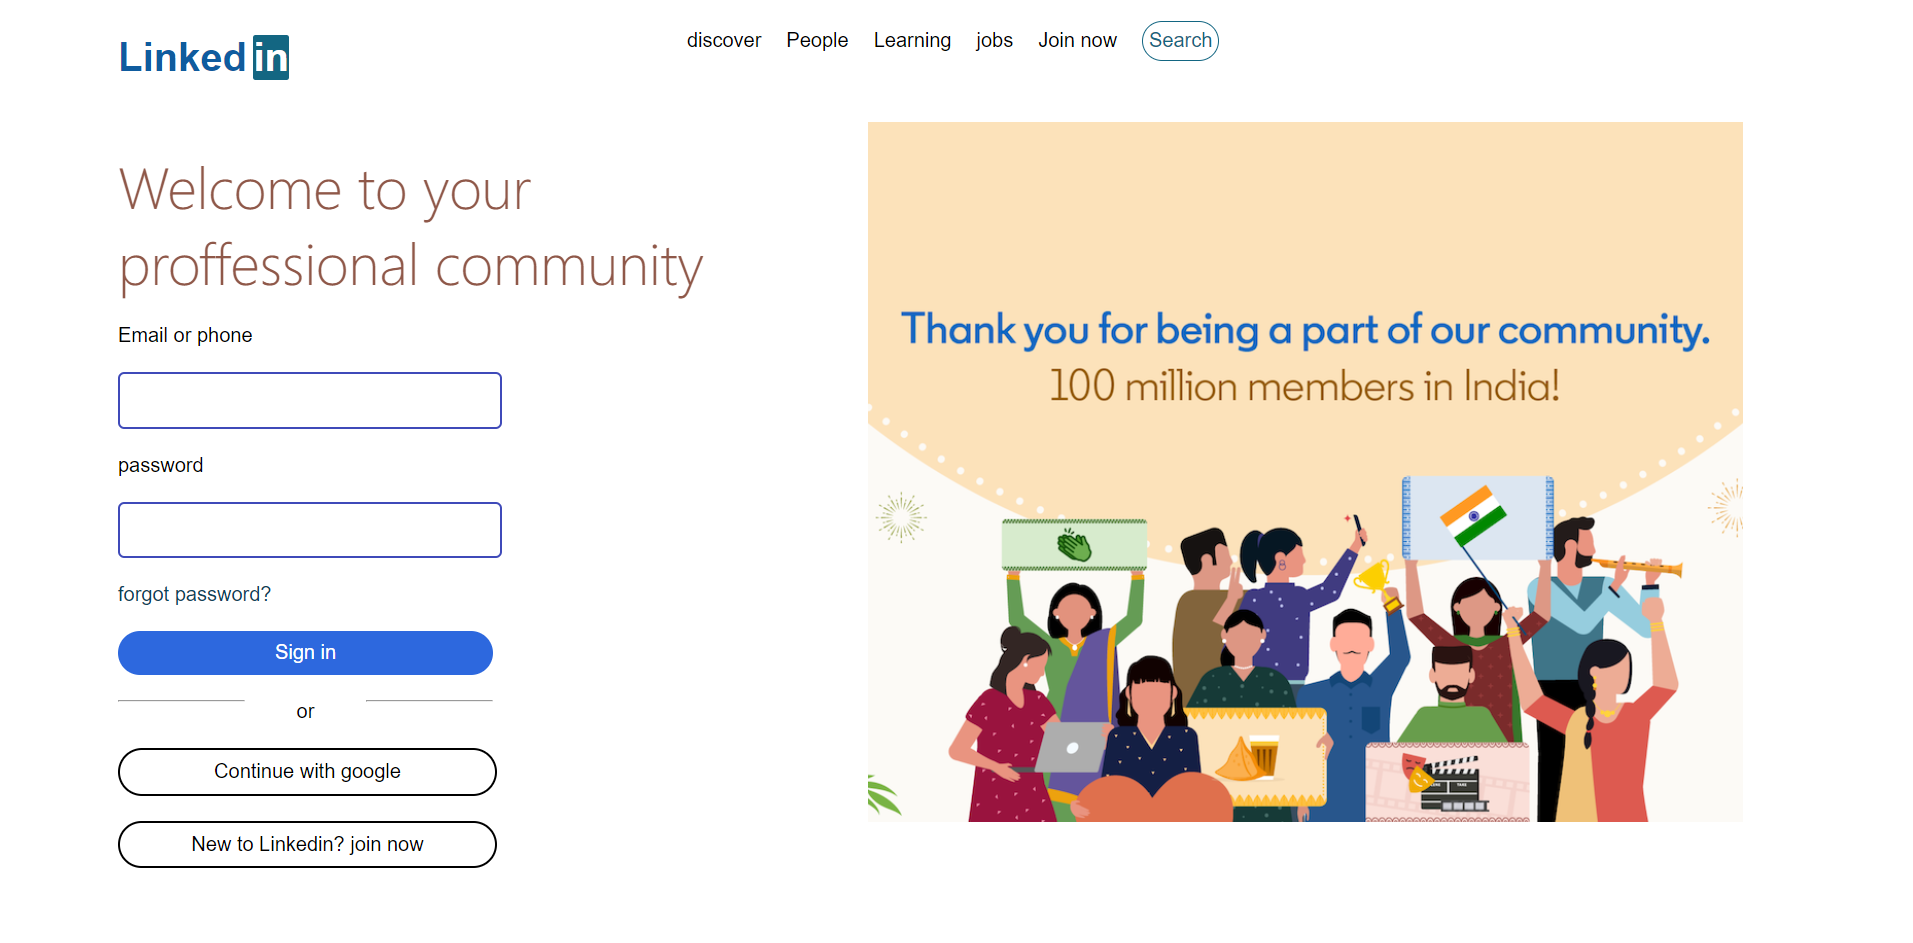 Linked in
discover People Learning jobs Join now Search
Welcome to your
proffessional community
Email or phone
password
forgot password?
Sign in
or
Continue with google
New to Linkedin? join now
Thank you for being a part of our community.
100 million members in India!